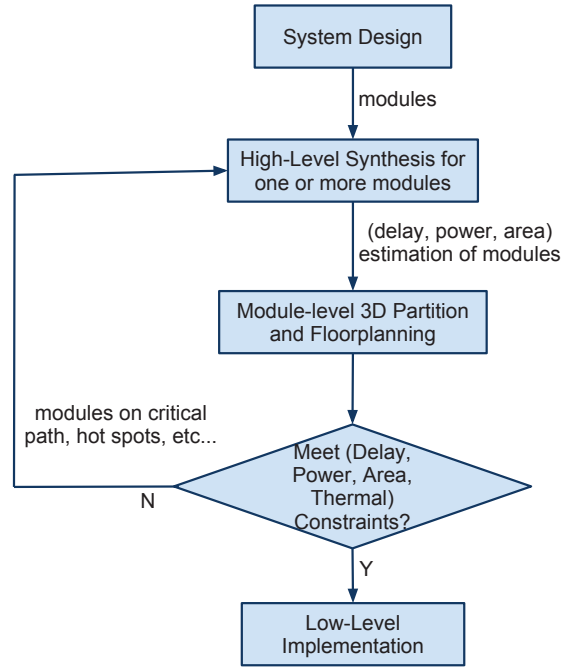 System Design
modules
High-Level Synthesis for
one or more modules
(delay, power, area)
estimation of modules
Module-level 3D Partition
and Floorplanning
modules on critical
path, hot spots, etc...
Meet (Delay,
Power, Area,
Thermal)
Constraints?
N
Y
Low-Level
Implementation